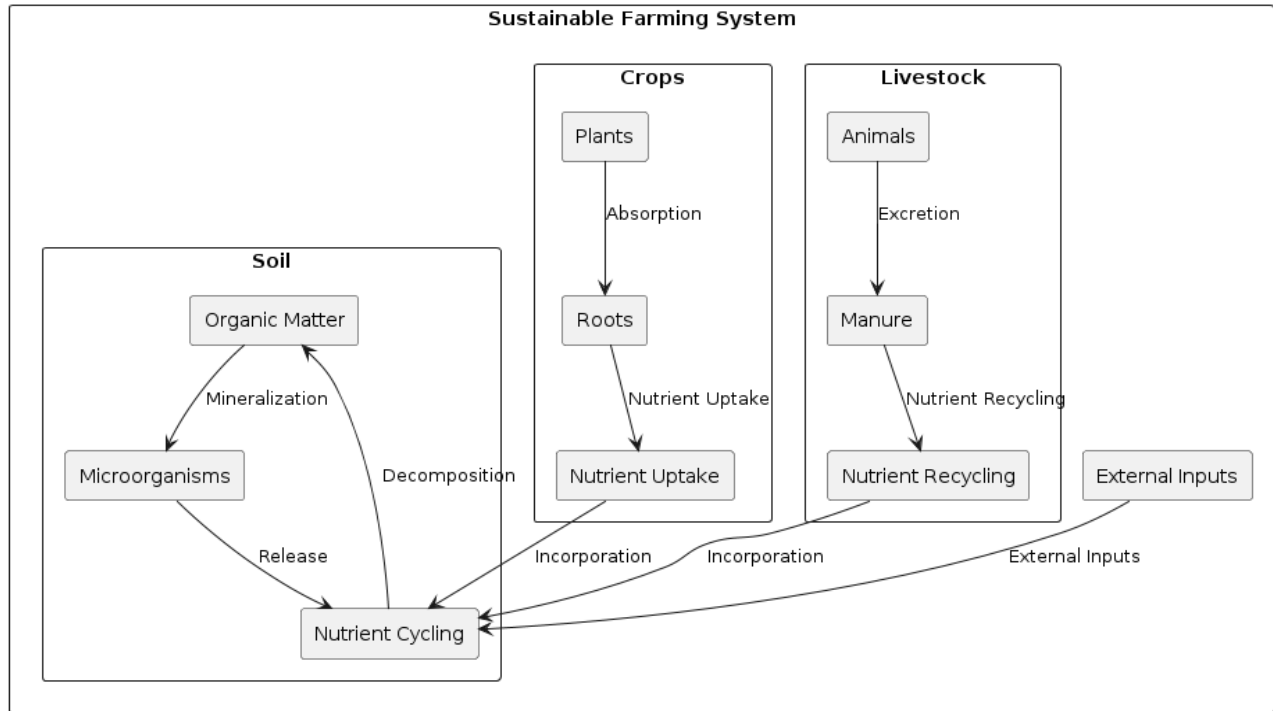 Sustainable Farming System
Crops
Livestock
Plants
Animals
Absorption
Excretion
Soil
Organic Matter
Roots
Manure
Mineralization
Nutrient Uptake
Nutrient Recycling
Microorganisms
Decomposition
Nutrient Uptake
Nutrient Recycling
External Inputs
Release
Incorporation
Incorporation
External Inputs
Nutrient Cycling